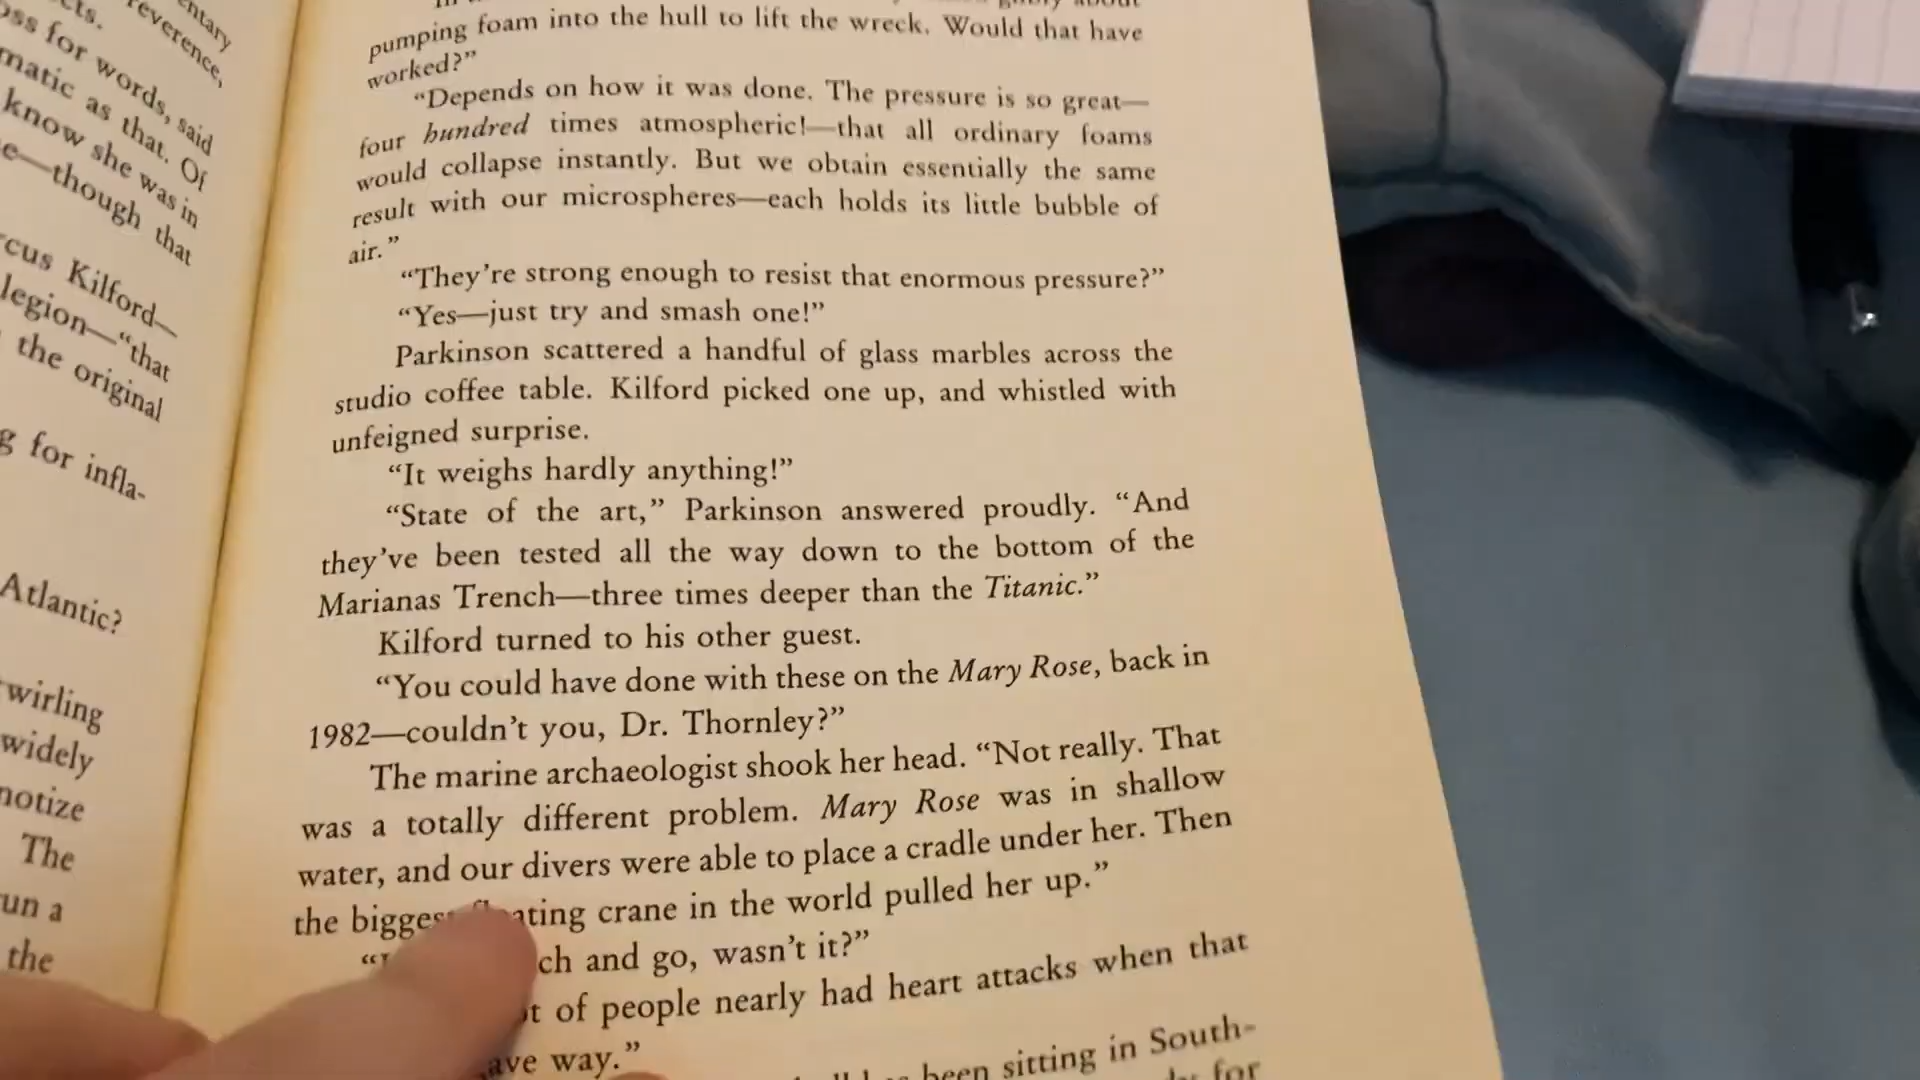 entary
reverence,
ss for words, said
matic as that. Of
know she was in
e—though that
rcus Kilford—
legion—“that
the original
g for infla-
Atlantic?
wirling
widely
notize
The
un a
the
about
pumping foam into the hull to lift the wreck. Would that have
worked?”
“Depends on how it was done. The pressure is so great—
four hundred times atmospheric!—that all ordinary foams
would collapse instantly. But we obtain essentially the same
result with our microspheres—each holds its little bubble of
air.”
“They’re strong enough to resist that enormous pressure?”
“Yes—just try and smash one!”
Parkinson scattered a handful of glass marbles across the
studio coffee table. Kilford picked one up, and whistled with
unfeigned surprise.
“It weighs hardly anything!”
“State of the art,” Parkinson answered proudly. “And
they’ve been tested all the way down to the bottom of the
Marianas Trench—three times deeper than the Titanic.”
Kilford turned to his other guest.
“You could have done with these on the Mary Rose, back in
1982—couldn’t you, Dr. Thornley?”
The marine archaeologist shook her head. “Not really. That
was a totally different problem. Mary Rose was in shallow
water, and our divers were able to place a cradle under her. Then
the biggest floating crane in the world pulled her up.”
ch and go, wasn’t it?”
of people nearly had heart attacks when that
ave way.”
been sitting in South-
for